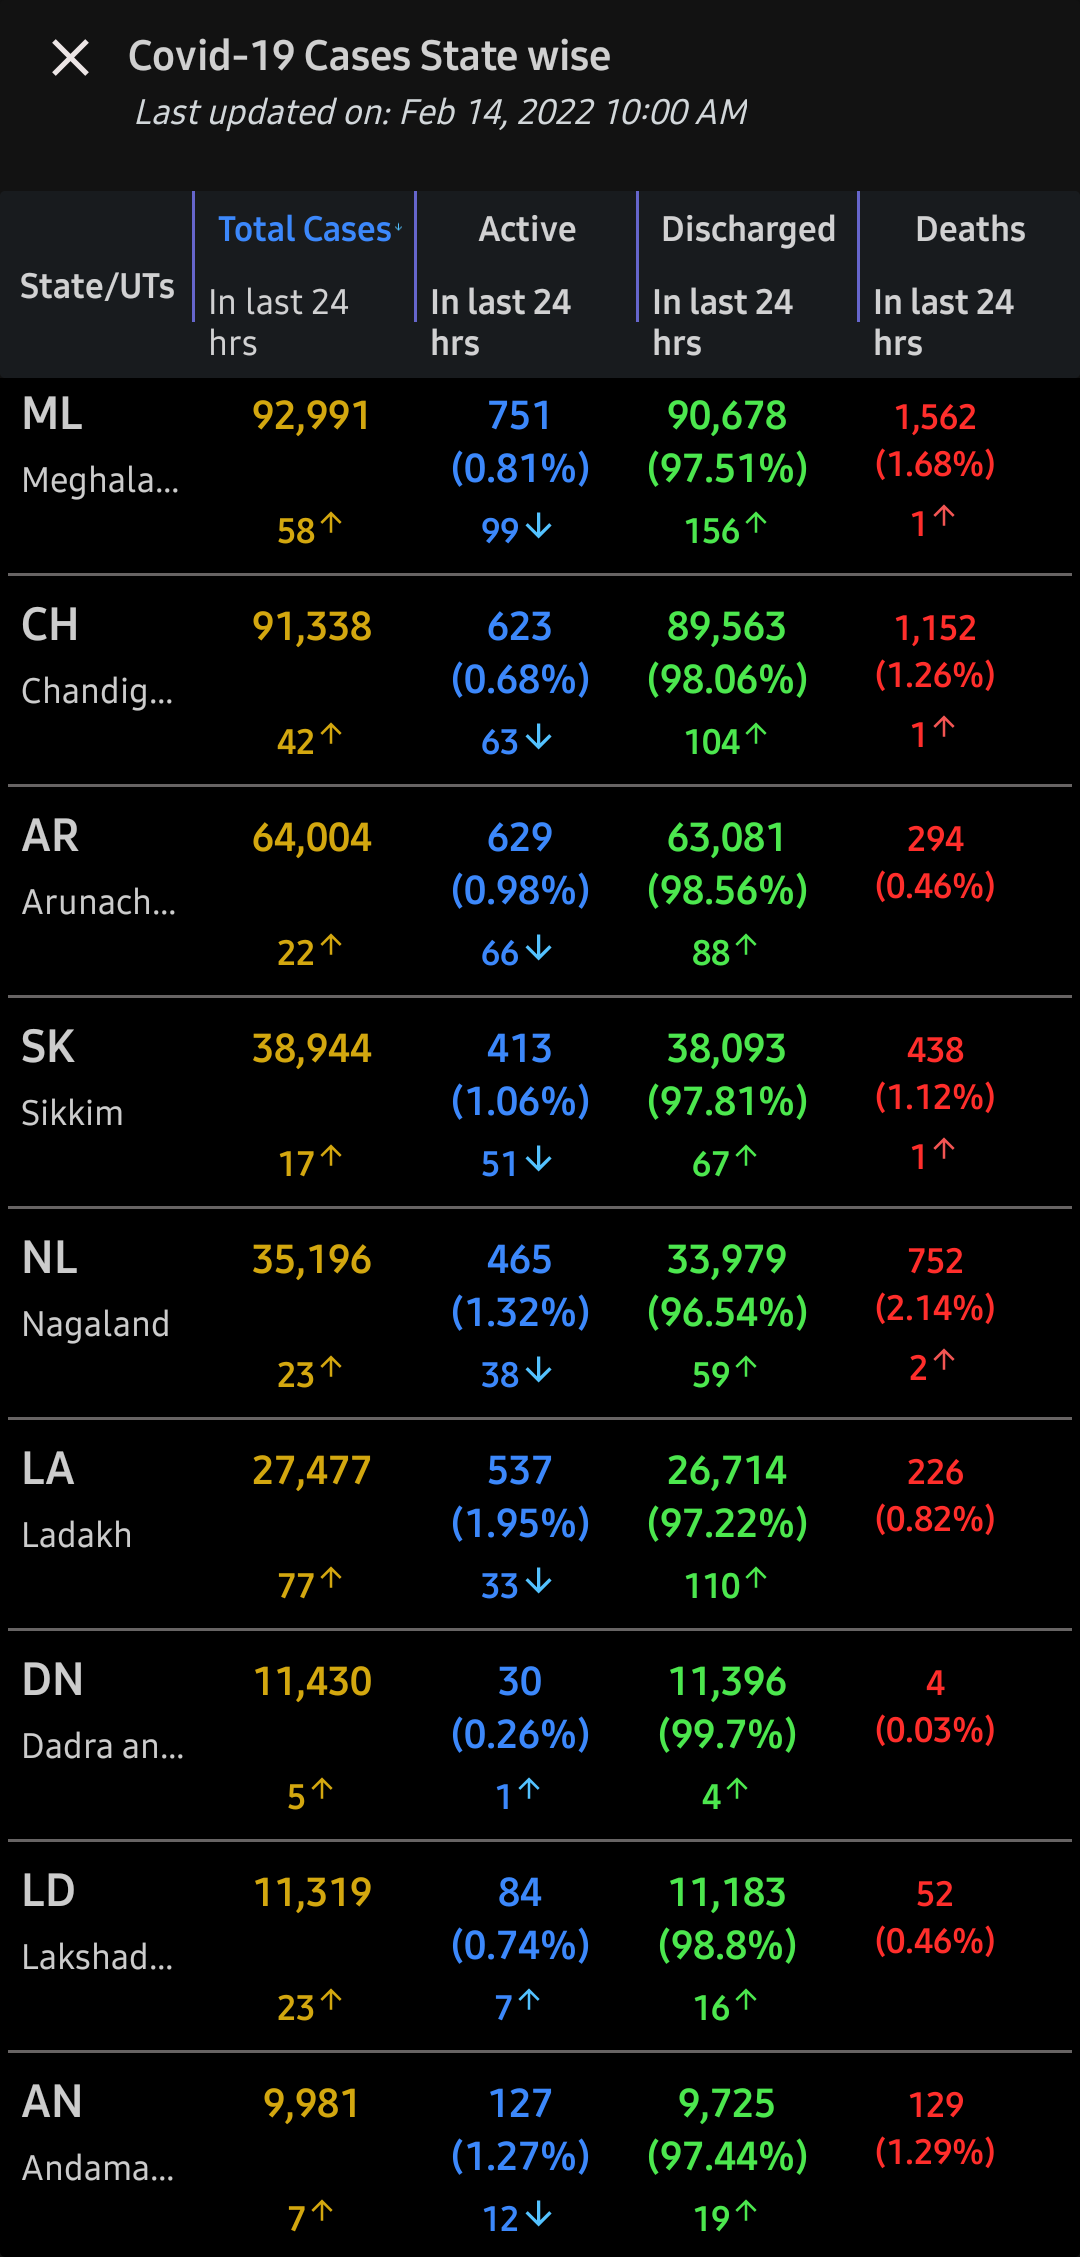 Covid-19 Cases State wise
Last updated on: Feb 14, 2022 10:00 AM
State/UTs
Total Cases↓ Active Discharged Deaths
In last 24 In last 24 In last 24 In last 24
hrs hrs hrs hrs
ML 92,991 751 90,678 1,562
Meghala... (0.81%) (97.51%) (1.68%)
58↑ 99↓ 156↑ 1↑
CH 91,338 623 89,563 1,152
Chandig... (0.68%) (98.06%) (1.26%)
42↑ 63↓ 104↑ 1↑
AR 64,004 629 63,081 294
Arunach... (0.98%) (98.56%) (0.46%)
22↑ 66↓ 88↑
SK 38,944 413 38,093 438
Sikkim (1.06%) (97.81%) (1.12%)
17↑ 51↓ 67↑ 1↑
NL 35,196 465 33,979 752
Nagaland (1.32%) (96.54%) (2.14%)
23↑ 38↓ 59↑ 2↑
LA 27,477 537 26,714 226
Ladakh (1.95%) (97.22%) (0.82%)
77↑ 33↓ 110↑
DN 11,430 30 11,396 4
Dadra an... (0.26%) (99.7%) (0.03%)
5↑ 1↑ 4↑
LD 11,319 84 11,183 52
Lakshad... (0.74%) (98.8%) (0.46%)
23↑ 7↑ 16↑
AN 9,981 127 9,725 129
Andama... (1.27%) (97.44%) (1.29%)
7↑ 12↓ 19↑